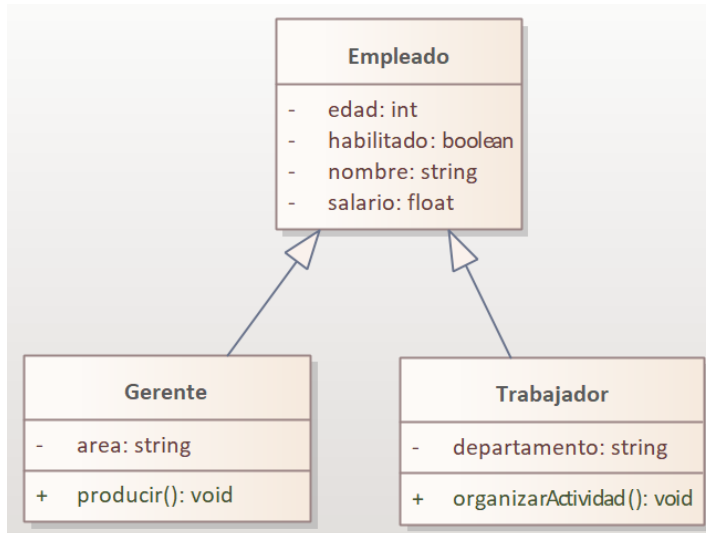 Empleado
- edad: int
- habilitado: boolean
- nombre: string
- salario: float
Gerente
- area: string
+ producir(): void
Trabajador
- departamento: string
+ organizarActividad(): void